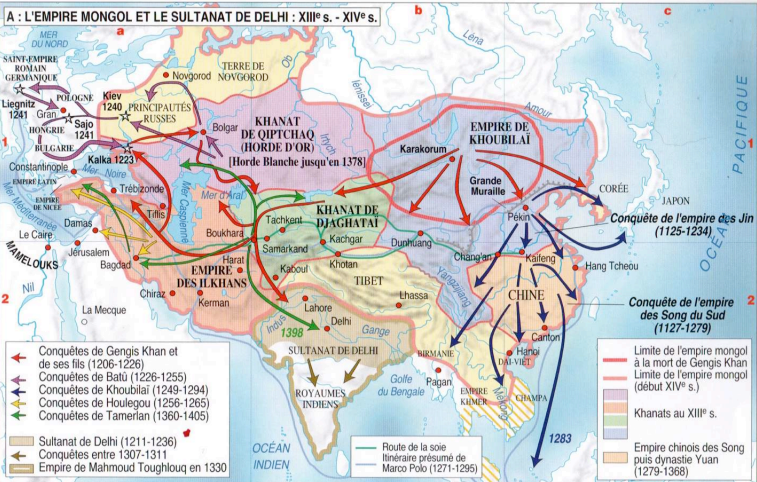 A : L'EMPIRE MONGOL ET LE SULTANAT DE DELHI : XIIIe s. - XIVe s.
a
b
c
MER
DU NORD
SAINT-EMPIRE
ROMAIN
GERMANIQUE
Liegnitz
1241
POLOGNE
Gran
Sajo
1241
HONGRIE
BULGARIE
Kiev
1240
Novgorod
TERRE DE
NOVGOROD
PRINCIPAUTÉS
RUSSES
Bolgar
Kalka 1223
Ob
Iénisseï
Léna
Irtych
Amour
KHANAT
DE QIPTCHAQ
(HORDE D'OR)
[Horde Blanche jusqu'en 1378]
EMPIRE DE
KHOUBILAÏ
Karakorum
Grande
Muraille
Pékin
CORÉE
JAPON
OCÉAN PACIFIQUE
1
1
Constantinople
EMPIRE LATIN
EMPIRE
DE NICÉE
Mer Noire
Mer Méditerranée
Trébizonde
Tiflis
Mer Caspienne
Mer d'Aral
Boukhara
Tachkent
Samarkand
KHANAT DE
DJAGHATAI
Kachgar
Khotan
Dunhuang
Chang'an
Kaifeng
Hang Tcheou
Conquête de l'empire des Jin
(1125-1234)
Conquête de l'empire
des Song du Sud
(1127-1279)
Damas
Le Caire
MAMELOUKS
Jérusalem
Bagdad
Nil
La Mecque
EMPIRE
DES ILKHANS
Harat
Kaboul
Chiraz
Kerman
TIBET
Lhassa
Yangzijiang
CHINE
Canton
Hanoi
DAI-VIÊT
2
2
Lahore
Delhi
Indus
Gange
1398
SULTANAT DE DELHI
ROYAUMES
INDIENS
BIRMANIE
Pagan
Golfe
du Bengale
EMPIRE
KHMER
Mékong
CHAMPA
1283
OCÉAN
INDIEN
Conquêtes de Gengis Khan et
de ses fils (1206-1226)
Conquêtes de Batû (1226-1255)
Conquêtes de Khoubilaï (1249-1294)
Conquêtes de Houlegou (1256-1265)
Conquêtes de Tamerlan (1360-1405)
Sultanat de Delhi (1211-1236)
Conquêtes entre 1307-1311
Empire de Mahmoud Toughlouq en 1330
Route de la soie
Itinéraire présumé de
Marco Polo (1271-1295)
Limite de l'empire mongol
à la mort de Gengis Khan
Limite de l'empire mongol
(début XIVe s.)
Khanats au XIIIe s.
Empire chinois des Song
puis dynastie Yuan
(1279-1368)